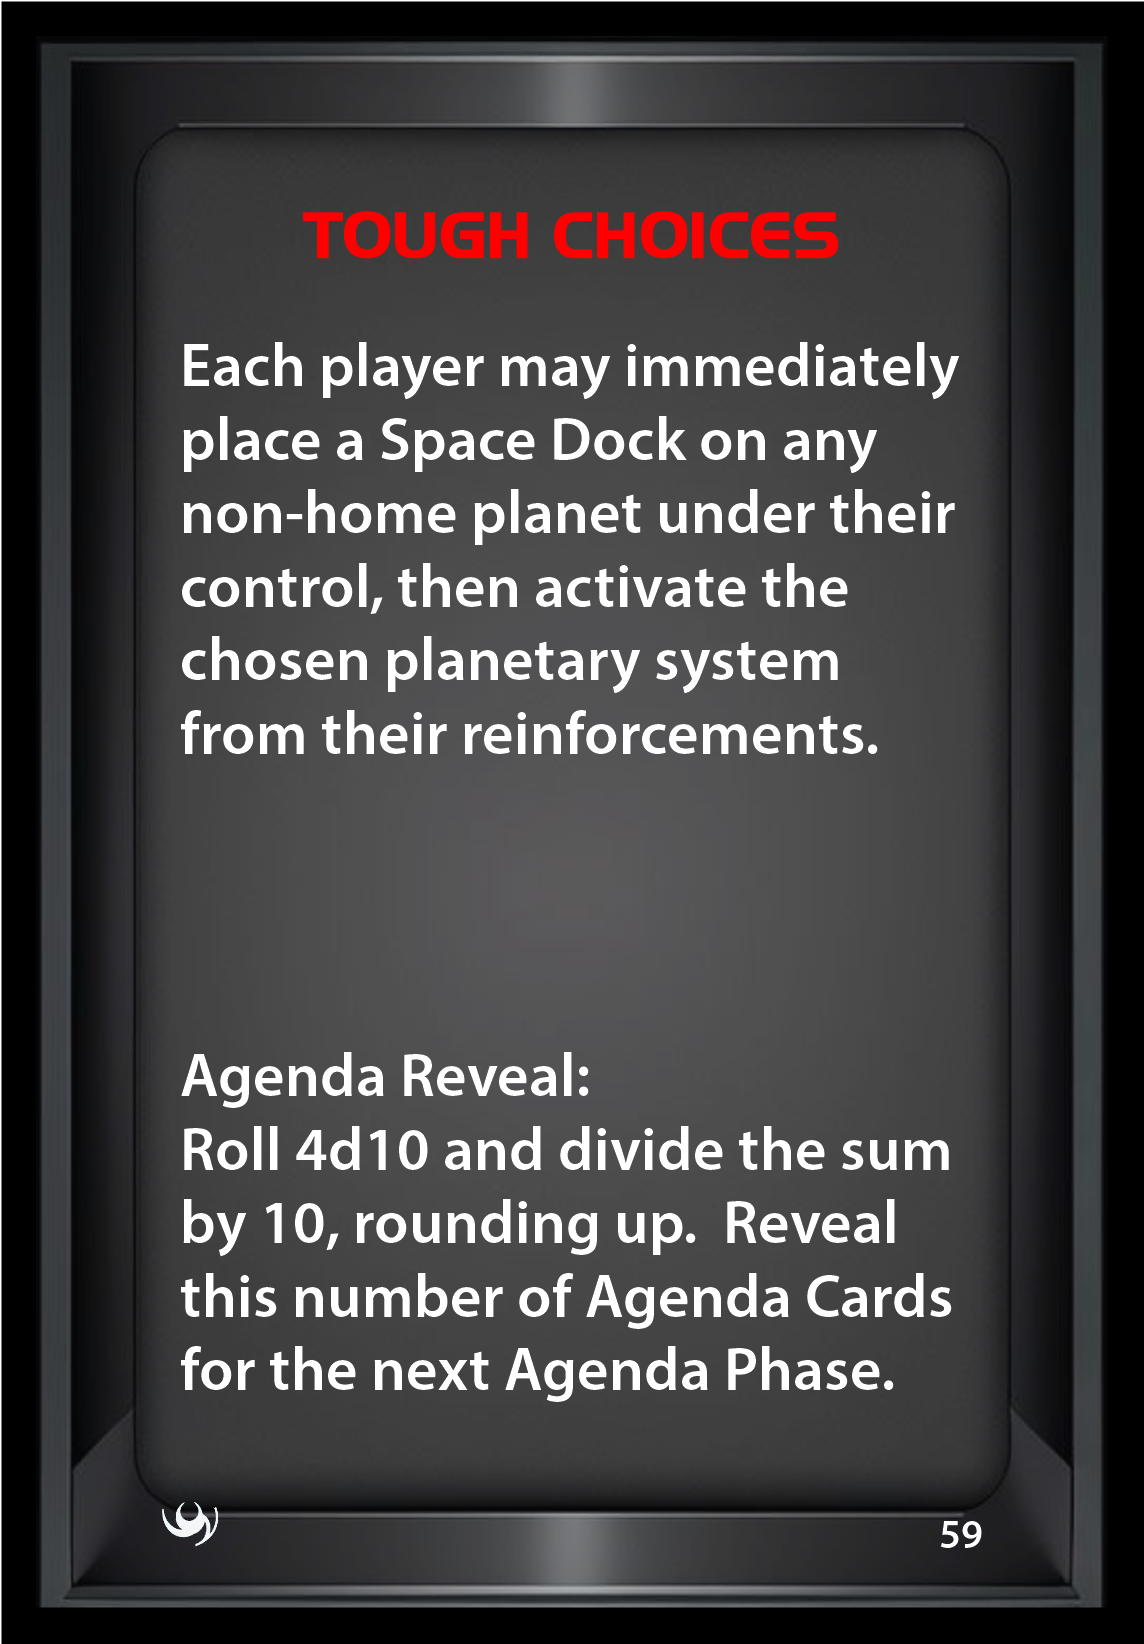 TOUGH CHOICES
Each player may immediately
place a Space Dock on any
non-home planet under their
control, then activate the
chosen planetary system
from their reinforcements.
Agenda Reveal:
Roll 4d10 and divide the sum
by 10, rounding up.  Reveal
this number of Agenda Cards
for the next Agenda Phase.
59